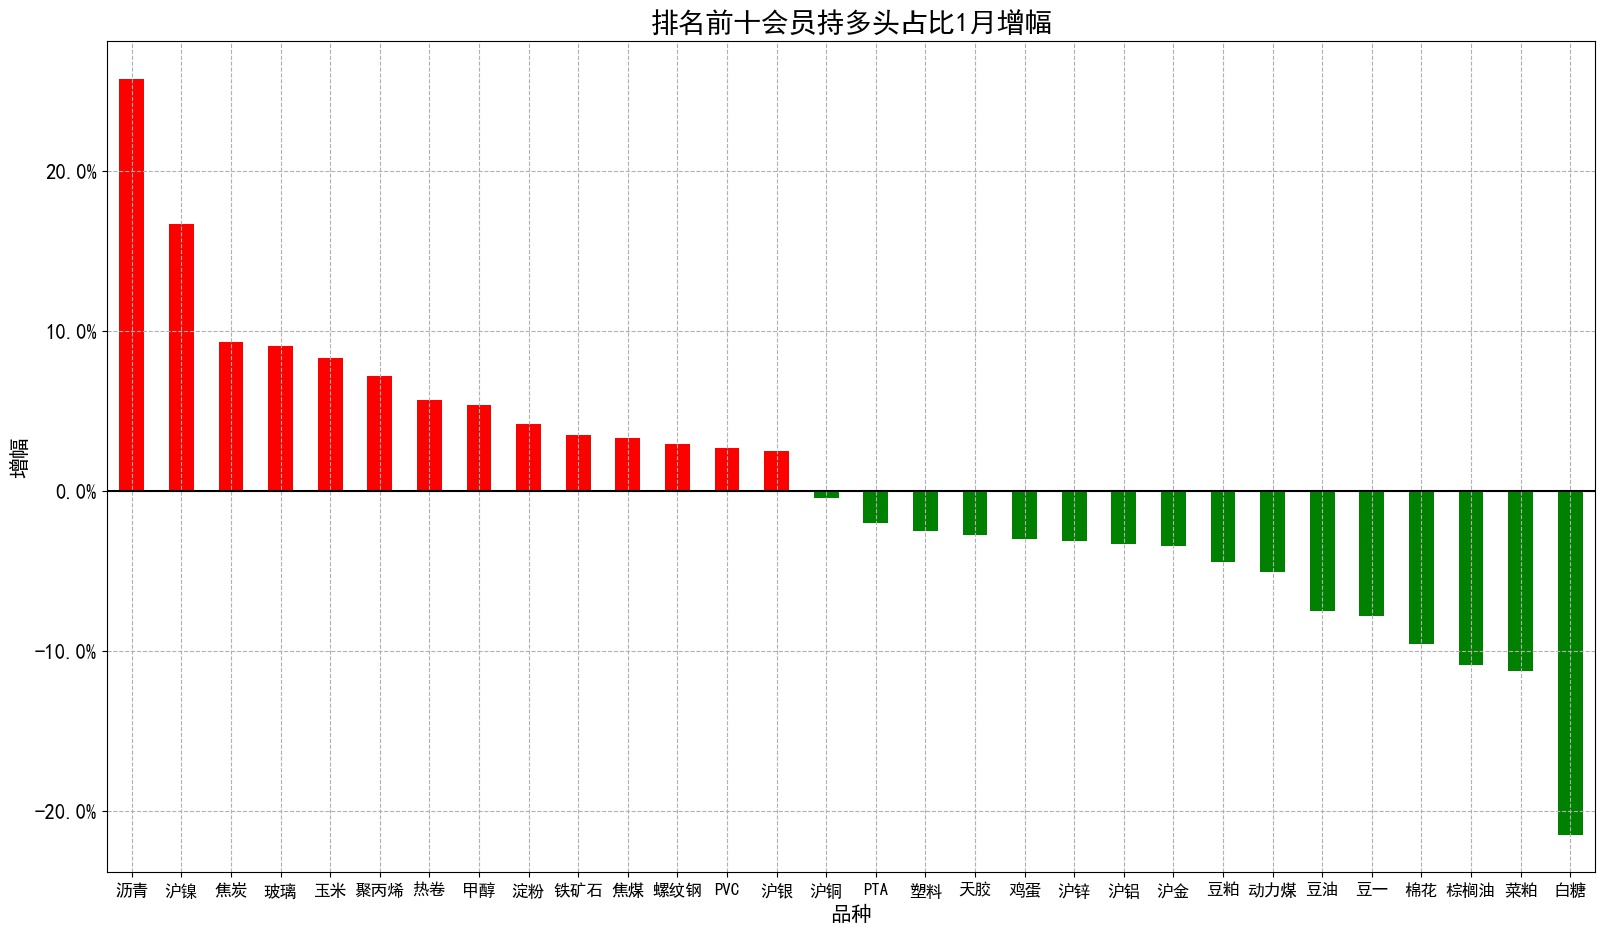 排名前十会员持多头占比1月增幅
增幅
20.0%
10.0%
0.0%
−10.0%
−20.0%
沥青 沪镍 焦炭 玻璃 玉米 聚丙烯 热卷 甲醇 淀粉 铁矿石 焦煤 螺纹钢 PVC 沪银 沪铜 PTA 塑料 天胶 鸡蛋 沪锌 沪铝 沪金 豆粕 动力煤 豆油 豆一 棉花 棕榈油 菜粕 白糖
品种